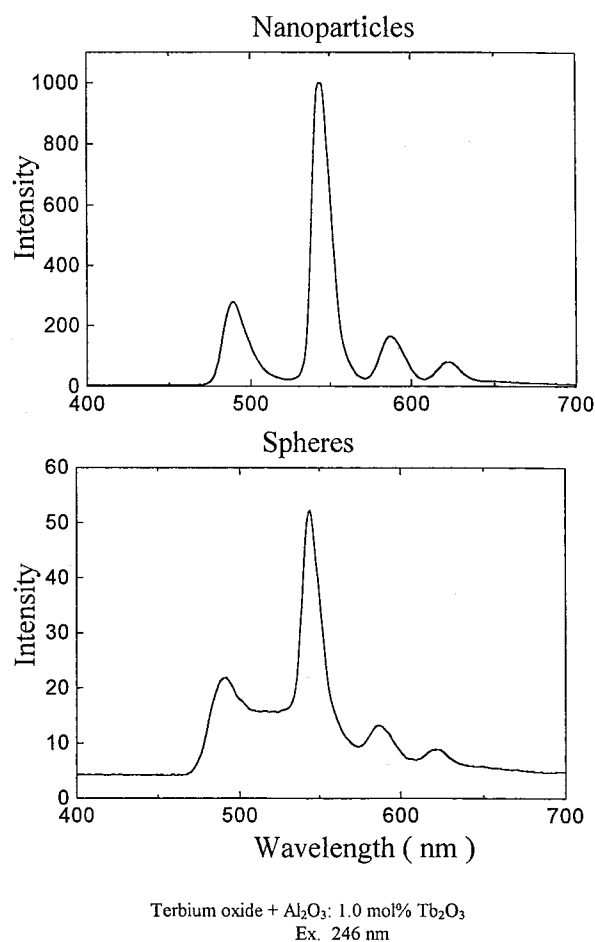 Nanoparticles
1000
800
600
400
200
0
Intensity
400 500 600 700
Spheres
60
50
40
30
20
10
0
Intensity
400 500 600 700
Wavelength ( nm )
Terbium oxide + Al₂O₃: 1.0 mol% Tb₂O₃
Ex. 246 nm